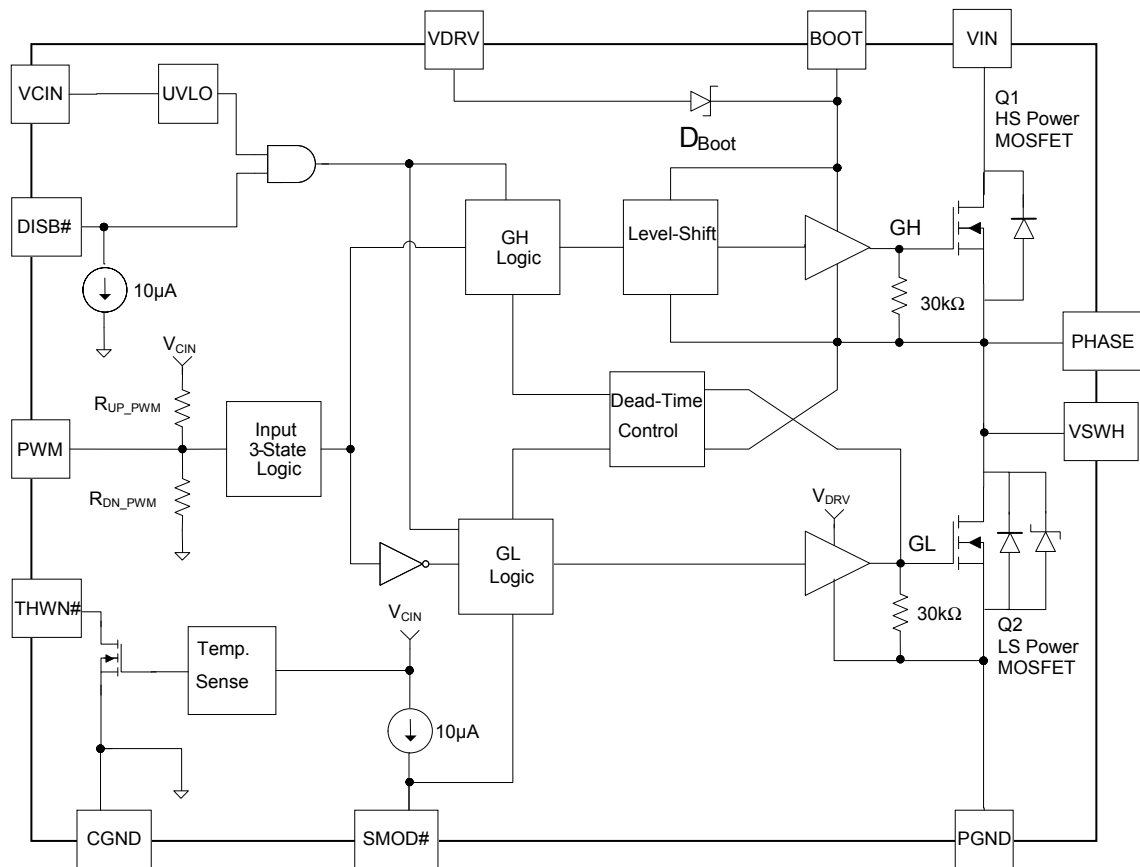 VDRV
BOOT
VIN
VCIN
UVLO
Q1
HS Power
MOSFET
DBoot
DISB#
GH
Logic
Level-Shift
GH
10µA
30kΩ
VCIN
PHASE
RUP_PWM
Dead-Time
Control
PWM
Input
3-State
Logic
VSWH
RDN_PWM
VDRV
GL
Logic
GL
THWN#
VCIN
30kΩ
Q2
LS Power
MOSFET
Temp.
Sense
10µA
CGND
SMOD#
PGND